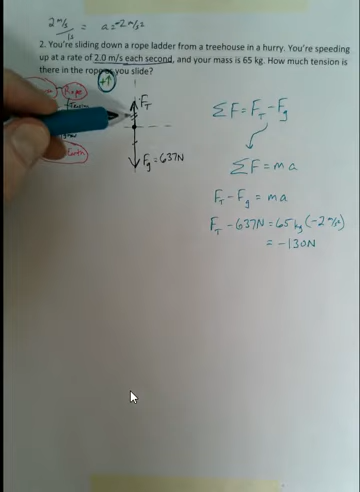 2 m/s / 1s = a = -2 m/s²
2. You're sliding down a rope ladder from a treehouse in a hurry. You're speeding
up at a rate of 2.0 m/s each second, and your mass is 65 kg. How much tension is
there in the rope as you slide?
+↑
Rope
F_T
Earth
F_g = 637N
ΣF = F_T - F_g
ΣF = ma
F_T - F_g = ma
F_T - 637N = 65 kg (-2 m/s²)
= -130N